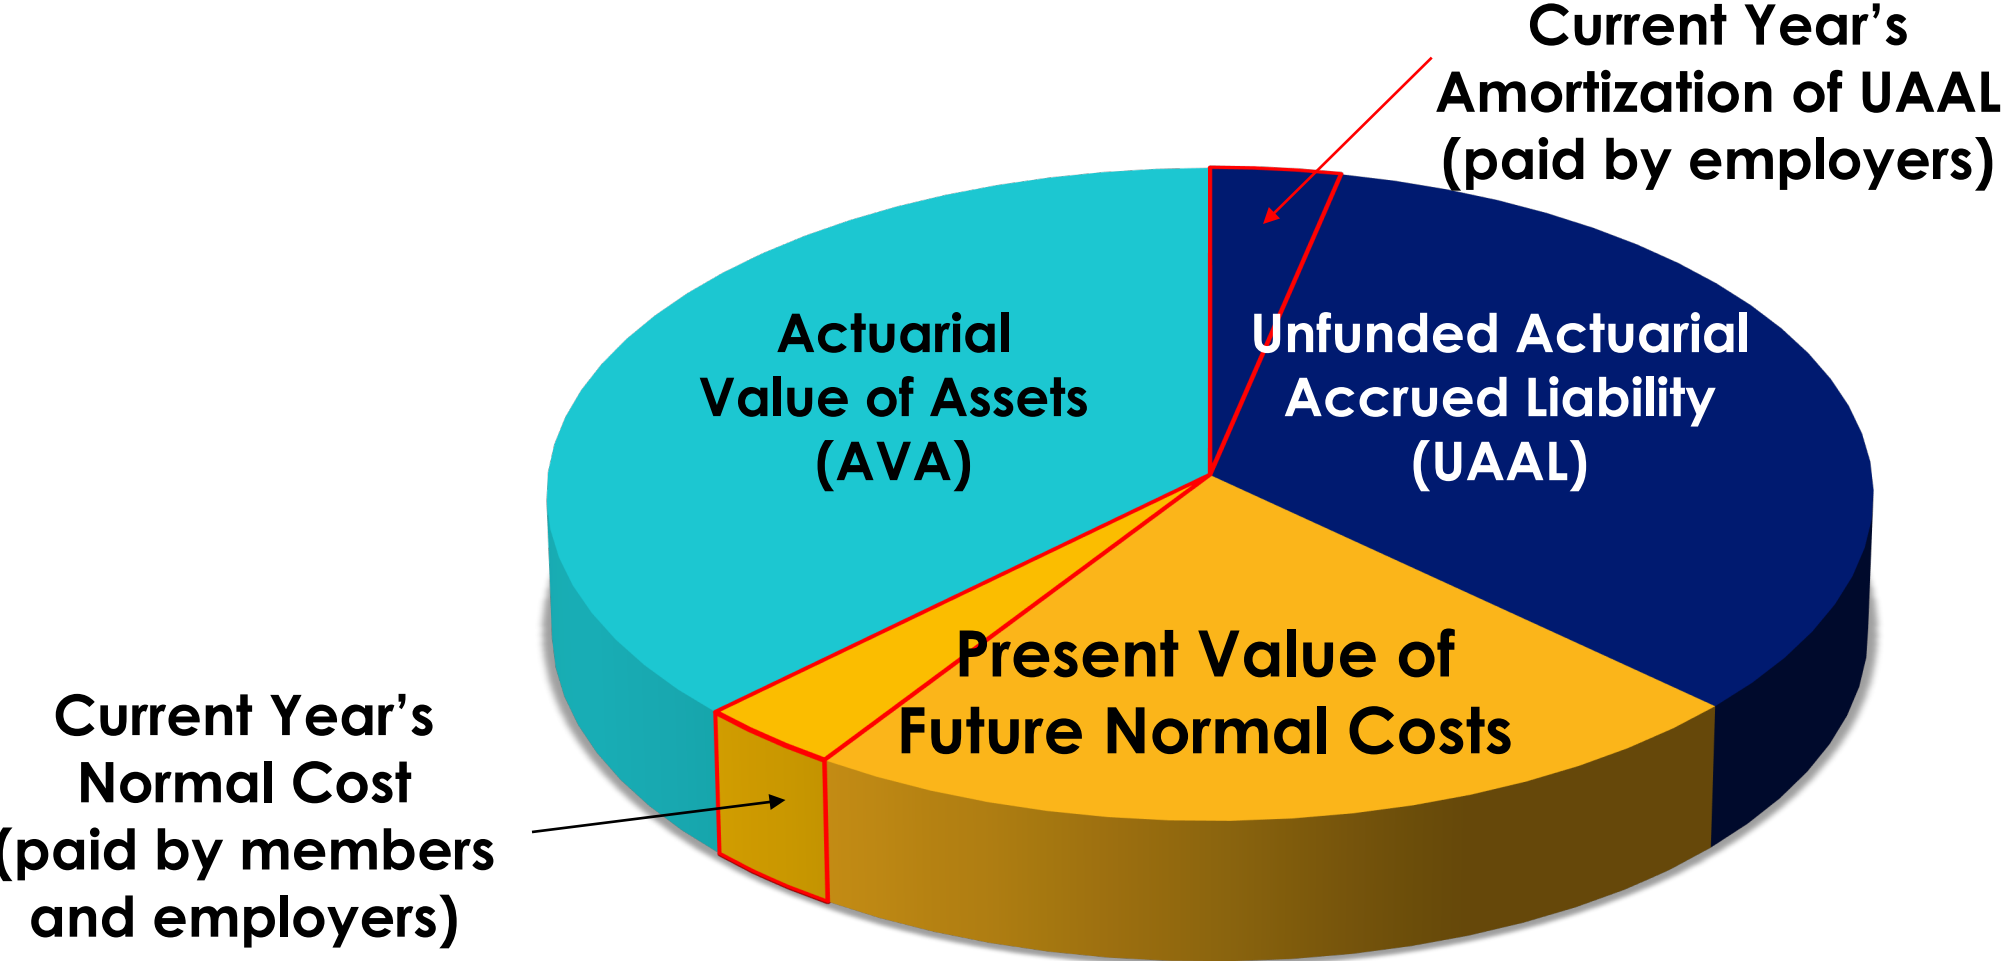 Current Year’s
Amortization of UAAL
(paid by employers)
Actuarial
Value of Assets
(AVA)
Unfunded Actuarial
Accrued Liability
(UAAL)
Present Value of
Future Normal Costs
Current Year’s
Normal Cost
(paid by members
and employers)